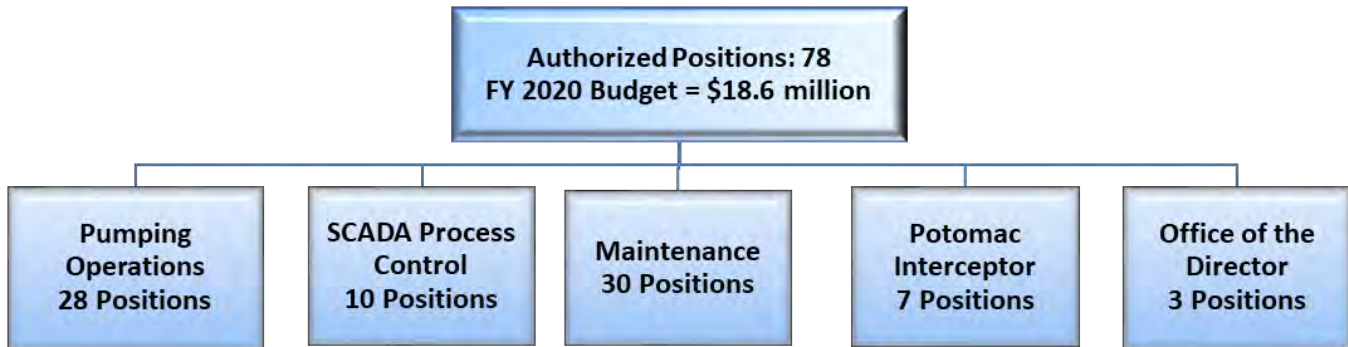 Authorized Positions: 78
FY 2020 Budget = $18.6 million
Pumping
Operations
28 Positions
SCADA Process
Control
10 Positions
Maintenance
30 Positions
Potomac
Interceptor
7 Positions
Office of the
Director
3 Positions